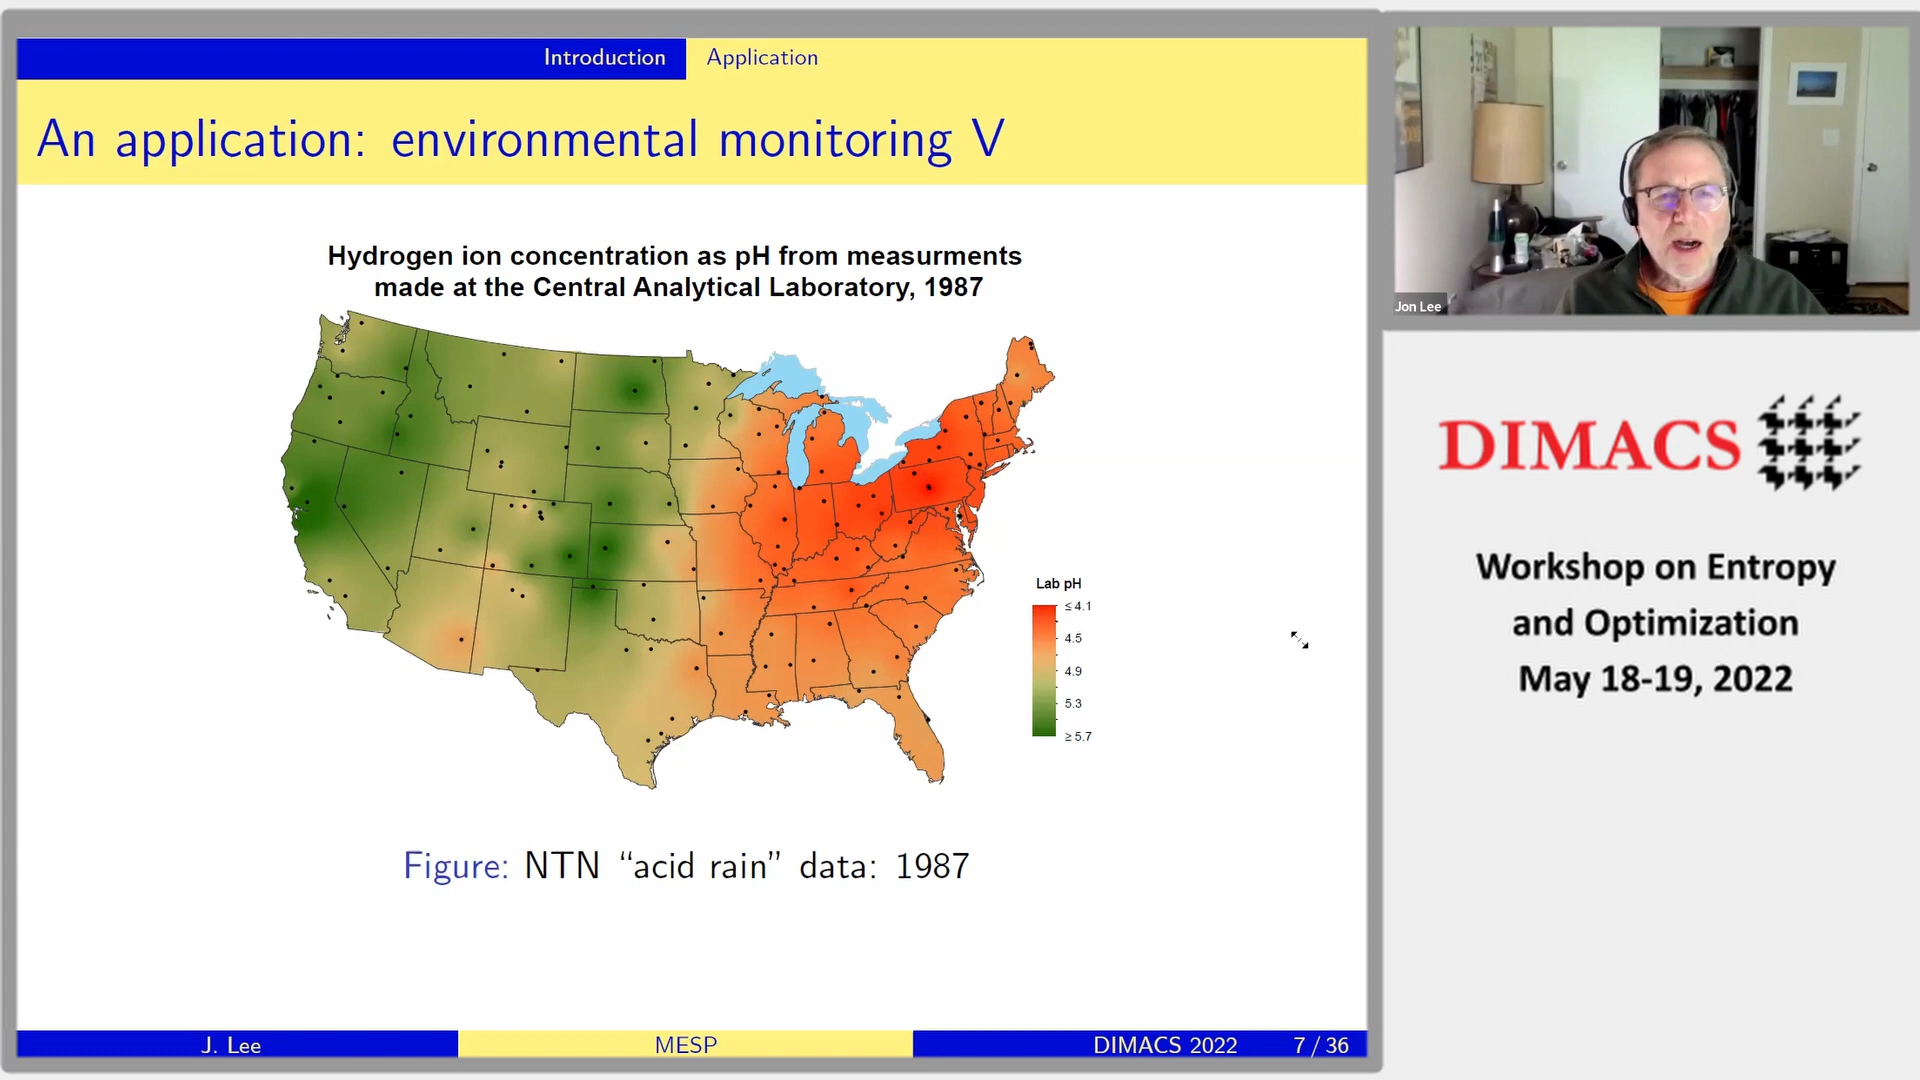 Introduction Application
An application: environmental monitoring V
Hydrogen ion concentration as pH from measurments
made at the Central Analytical Laboratory, 1987
Lab pH
≤ 4.1
4.5
4.9
5.3
≥ 5.7
Figure: NTN “acid rain” data: 1987
J. Lee MESP DIMACS 2022 7 / 36
Jon Lee
DIMACS
Workshop on Entropy
and Optimization
May 18-19, 2022